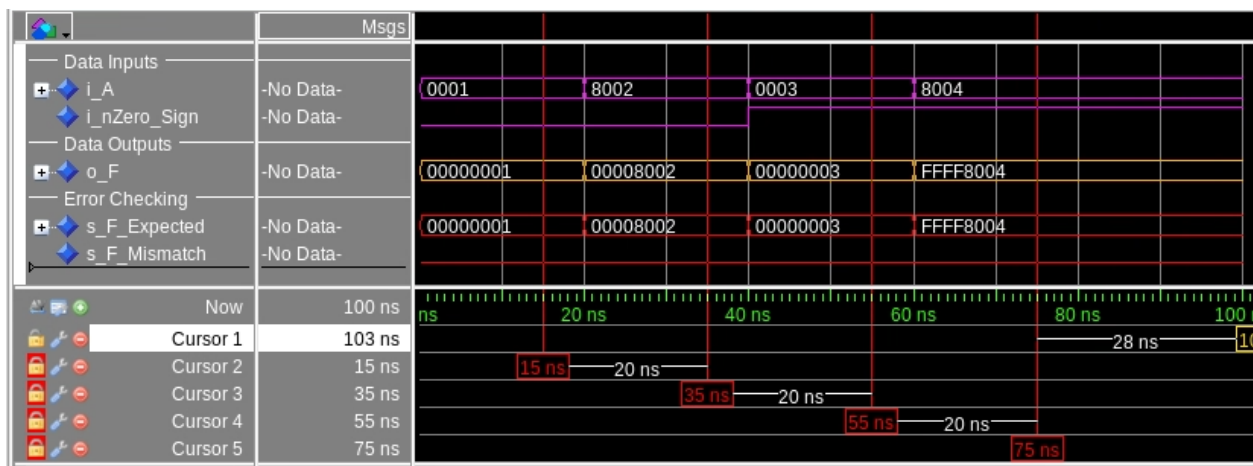 Msgs
Data Inputs
i_A -No Data- 0001 8002 0003 8004
i_nZero_Sign -No Data-
Data Outputs
o_F -No Data- 00000001 00008002 00000003 FFFF8004
Error Checking
s_F_Expected -No Data- 00000001 00008002 00000003 FFFF8004
s_F_Mismatch -No Data-
Now 100 ns ns 20 ns 40 ns 60 ns 80 ns 100
Cursor 1 103 ns 28 ns 10
Cursor 2 15 ns 15 ns 20 ns
Cursor 3 35 ns 35 ns 20 ns
Cursor 4 55 ns 55 ns 20 ns
Cursor 5 75 ns 75 ns